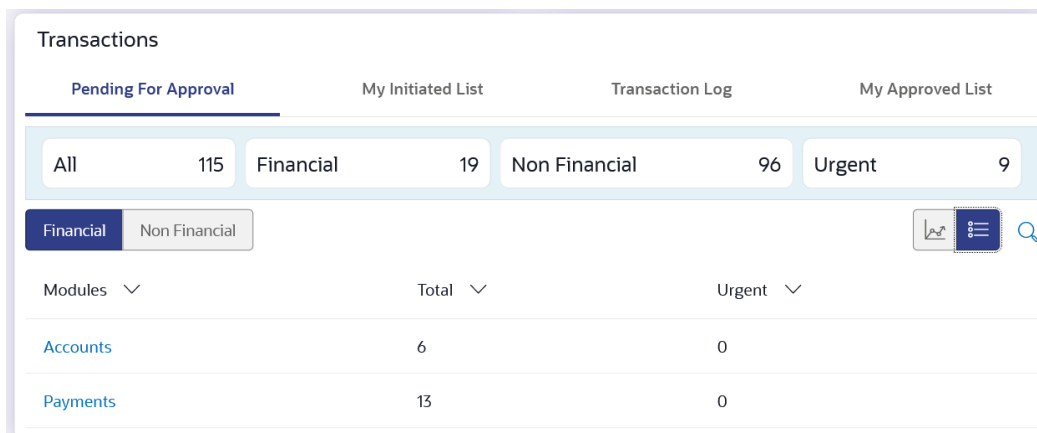 Transactions
Pending For Approval My Initiated List Transaction Log My Approved List
All 115 Financial 19 Non Financial 96 Urgent 9
Financial Non Financial
Modules Total Urgent
Accounts 6 0
Payments 13 0